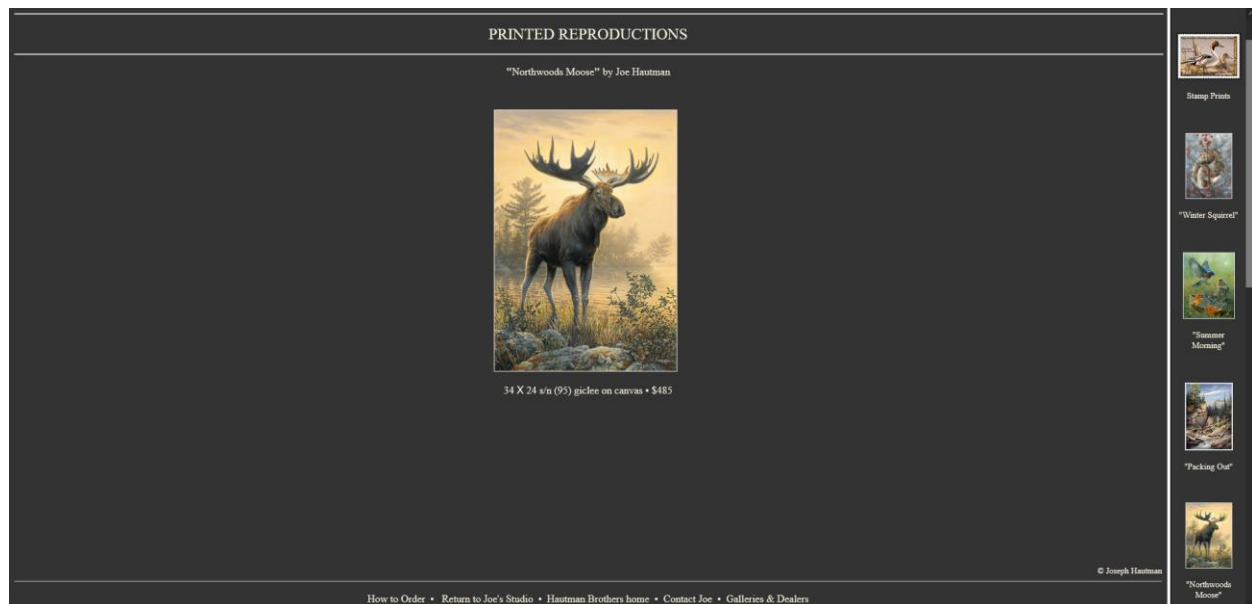 PRINTED REPRODUCTIONS
"Northwoods Moose" by Joe Hautman
34 X 24 s/n (95) giclee on canvas • $485
© Joseph Hautman
How to Order • Return to Joe's Studio • Hautman Brothers home • Contact Joe • Galleries & Dealers
Stamp Prints
"Winter Squirrel"
"Summer
Morning"
"Packing Out"
"Northwoods
Moose"